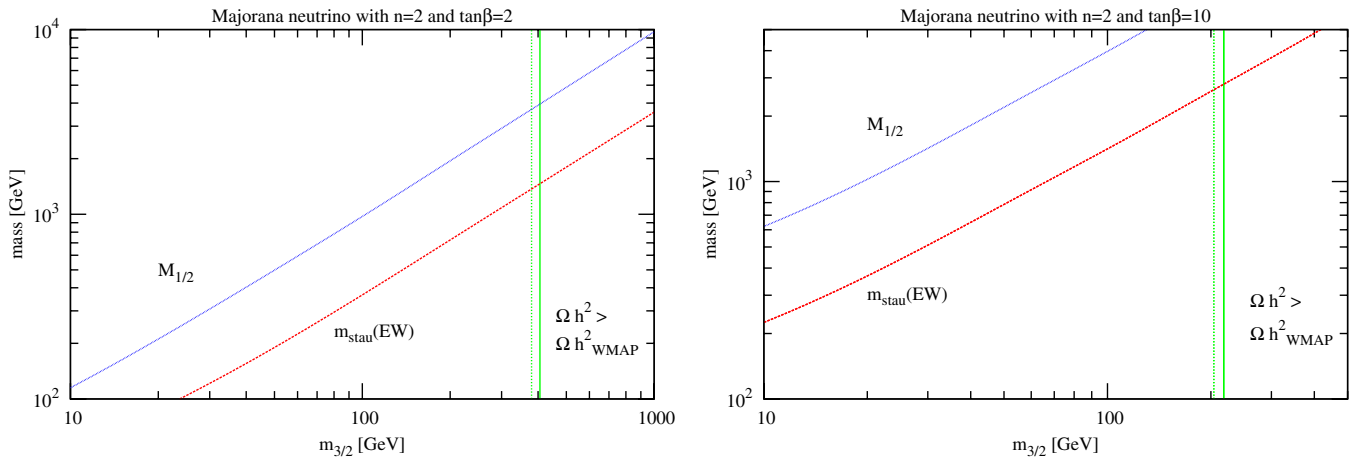 Majorana neutrino with n=2 and tanβ=2
10^4
10^3
10^2
mass [GeV]
M_{1/2}
m_{stau}(EW)
Ω h^2 >
Ω h^2_{WMAP}
10
100
1000
m_{3/2} [GeV]
Majorana neutrino with n=2 and tanβ=10
10^3
10^2
mass [GeV]
M_{1/2}
m_{stau}(EW)
Ω h^2 >
Ω h^2_{WMAP}
10
100
m_{3/2} [GeV]